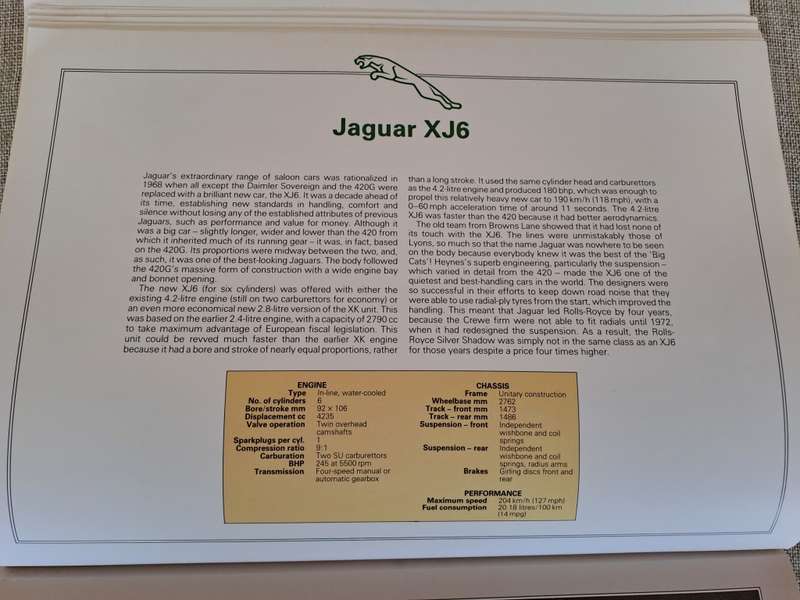 Jaguar XJ6
Jaguar's extraordinary range of saloon cars was rationalized in
1968 when all except the Daimler Sovereign and the 420G were
replaced with a brilliant new car, the XJ6. It was a decade ahead of
its time, establishing new standards in handling, comfort and
silence without losing any of the established attributes of previous
Jaguars, such as performance and value for money. Although it
was a big car – slightly longer, wider and lower than the 420 from
which it inherited much of its running gear – it was, in fact, based
on the 420G. Its proportions were midway between the two, and,
as such, it was one of the best-looking Jaguars. The body followed
the 420G's massive form of construction with a wide engine bay
and bonnet opening.
The new XJ6 (for six cylinders) was offered with either the
existing 4.2-litre engine (still on two carburettors for economy) or
an even more economical new 2.8-litre version of the XK unit. This
was based on the earlier 2.4-litre engine, with a capacity of 2790 cc
to take maximum advantage of European fiscal legislation. This
unit could be revved much faster than the earlier XK engine
because it had a bore and stroke of nearly equal proportions, rather
than a long stroke. It used the same cylinder head and carburettors
as the 4.2-litre engine and produced 180 bhp, which was enough to
propel this relatively heavy new car to 190 km/h (118 mph), with a
0–60 mph acceleration time of around 11 seconds. The 4.2-litre
XJ6 was faster than the 420 because it had better aerodynamics.
The old team from Browns Lane showed that it had lost none of
its touch with the XJ6. The lines were unmistakably those of
Lyons, so much so that the name Jaguar was nowhere to be seen
on the body because everybody knew it was the best of the 'Big
Cats'! Heynes's superb engineering, particularly the suspension –
which varied in detail from the 420 – made the XJ6 one of the
quietest and best-handling cars in the world. The designers were
so successful in their efforts to keep down road noise that they
were able to use radial-ply tyres from the start, which improved the
handling. This meant that Jaguar led Rolls-Royce by four years,
because the Crewe firm were not able to fit radials until 1972,
when it had redesigned the suspension. As a result, the Rolls-
Royce Silver Shadow was simply not in the same class as an XJ6
for those years despite a price four times higher.
ENGINE
Type In-line, water-cooled
No. of cylinders 6
Bore/stroke mm 92 × 106
Displacement cc 4235
Valve operation Twin overhead
camshafts
Sparkplugs per cyl. 1
Compression ratio 9:1
Carburation Two SU carburettors
BHP 245 at 5500 rpm
Transmission Four-speed manual or
automatic gearbox
CHASSIS
Frame Unitary construction
Wheelbase mm 2762
Track – front mm 1473
Track – rear mm 1486
Suspension – front Independent
wishbone and coil
springs
Suspension – rear Independent
wishbone and coil
springs, radius arms
Brakes Girling discs front and
rear
PERFORMANCE
Maximum speed 204 km/h (127 mph)
Fuel consumption 20.18 litres/100 km
(14 mpg)